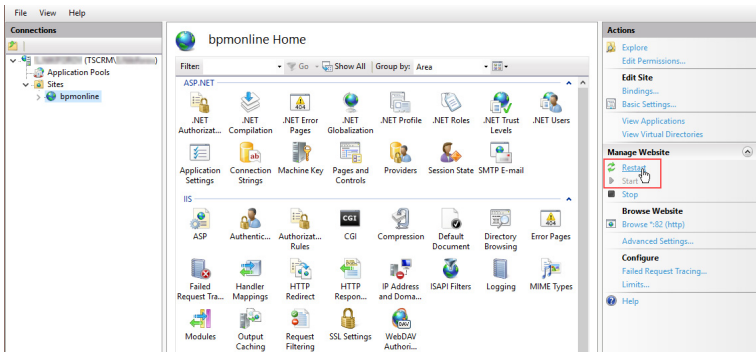 File View Help
Connections
(TSCRM\
)
Application Pools
Sites
bpmonline
bpmonline Home
Filter:
Go
Show All
Group by: Area
ASP.NET
.NET Authorizat...
.NET Compilation
.NET Error Pages
.NET Globalization
.NET Profile
.NET Roles
.NET Trust Levels
.NET Users
Application Settings
Connection Strings
Machine Key
Pages and Controls
Providers
Session State
SMTP E-mail
IIS
ASP
Authentic...
Authorizat... Rules
CGI
Compression
Default Document
Directory Browsing
Error Pages
Failed Request Tra...
Handler Mappings
HTTP Redirect
HTTP Respon...
IP Address and Doma...
ISAPI Filters
Logging
MIME Types
Modules
Output Caching
Request Filtering
SSL Settings
WebDAV Authori...
Actions
Explore
Edit Permissions...
Edit Site
Bindings...
Basic Settings...
View Applications
View Virtual Directories
Manage Website
Restart
Start
Stop
Browse Website
Browse *:82 (http)
Advanced Settings...
Configure
Failed Request Tracing...
Limits...
Help